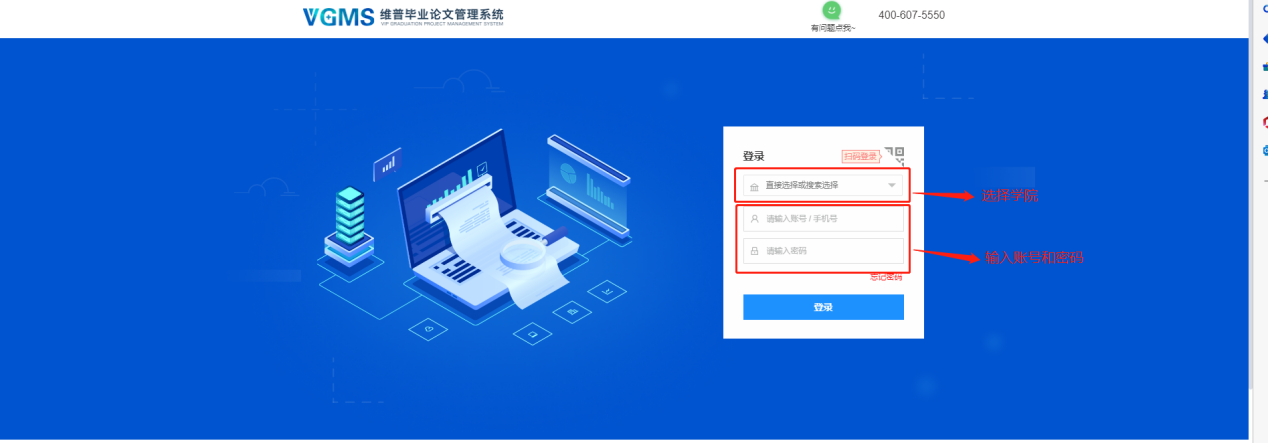 VGMS 维普毕业论文管理系统
VIP GRADUATION PROJECT MANAGEMENT SYSTEM
有问题点我~
400-607-5550
登录
扫码登录
直接选择或搜索选择
选择学院
请输入账号 / 手机号
请输入密码
输入账号和密码
忘记密码
登录